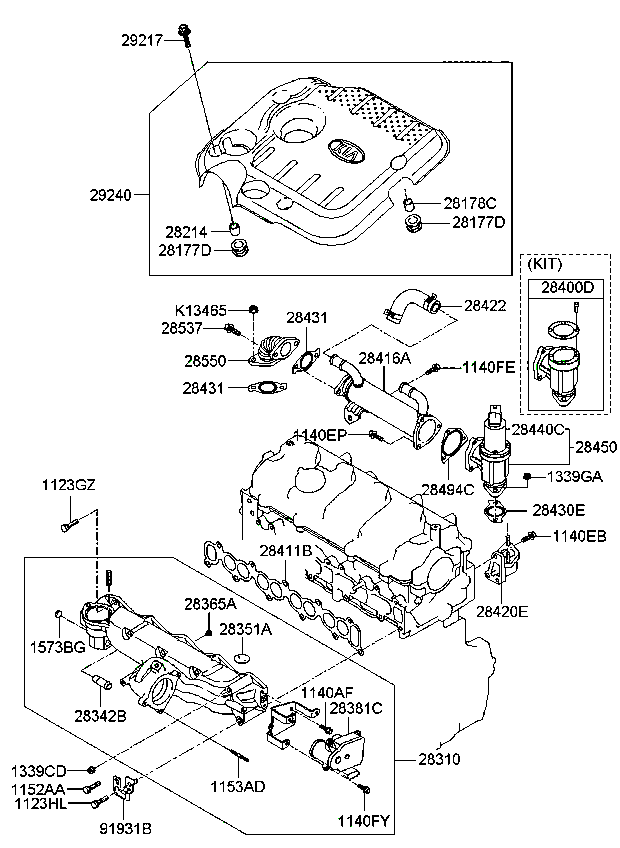 29217
KIA
29240
28178C
28177D
28214
28177D
(KIT)
28400D
K13465
28537
28431
28422
28550
28416A
1140FE
28431
28440C
28450
1140EP
28494C
1339GA
1123GZ
28430E
1140EB
28411B
28420E
28365A
28351A
1573BG
28342B
1140AF
28381C
28310
1339CD
1152AA
1153AD
1123HL
91931B
1140FY